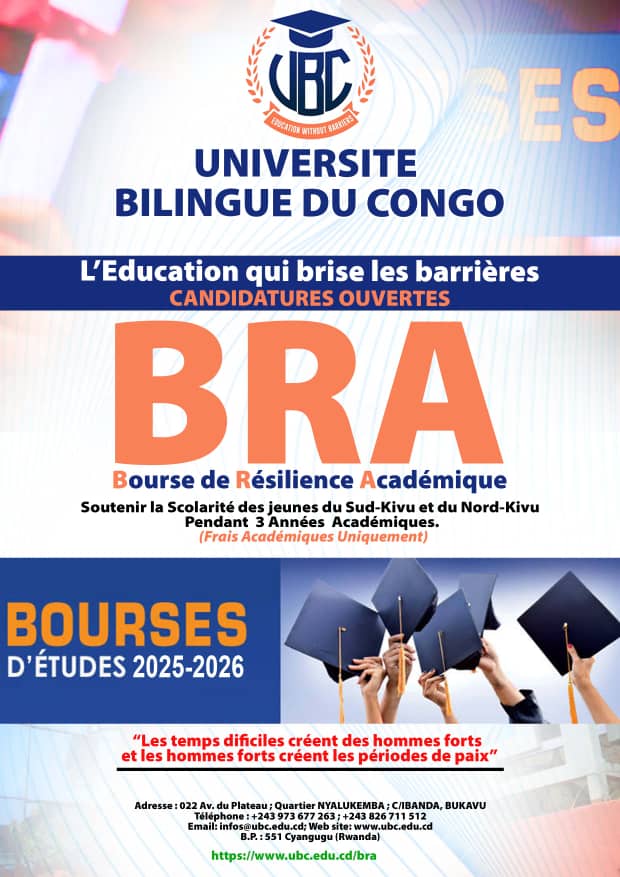 UBC
EDUCATION WITHOUT BARRIERS
SES
UNIVERSITE
BILINGUE DU CONGO
L'Education qui brise les barrières
CANDIDATURES OUVERTES
BRA
Bourse de Résilience Académique
Soutenir la Scolarité des jeunes du Sud-Kivu et du Nord-Kivu
Pendant 3 Années Académiques.
(Frais Académiques Uniquement)
BOURSES
D'ÉTUDES 2025-2026
“Les temps dificiles créent des hommes forts
et les hommes forts créent les périodes de paix”
Adresse : 022 Av. du Plateau ; Quartier NYALUKEMBA ; C/IBANDA, BUKAVU
Téléphone : +243 973 677 263 ; +243 826 711 512
Email: infos@ubc.edu.cd; Web site: www.ubc.edu.cd
B.P. : 551 Cyangugu (Rwanda)
https://www.ubc.edu.cd/bra